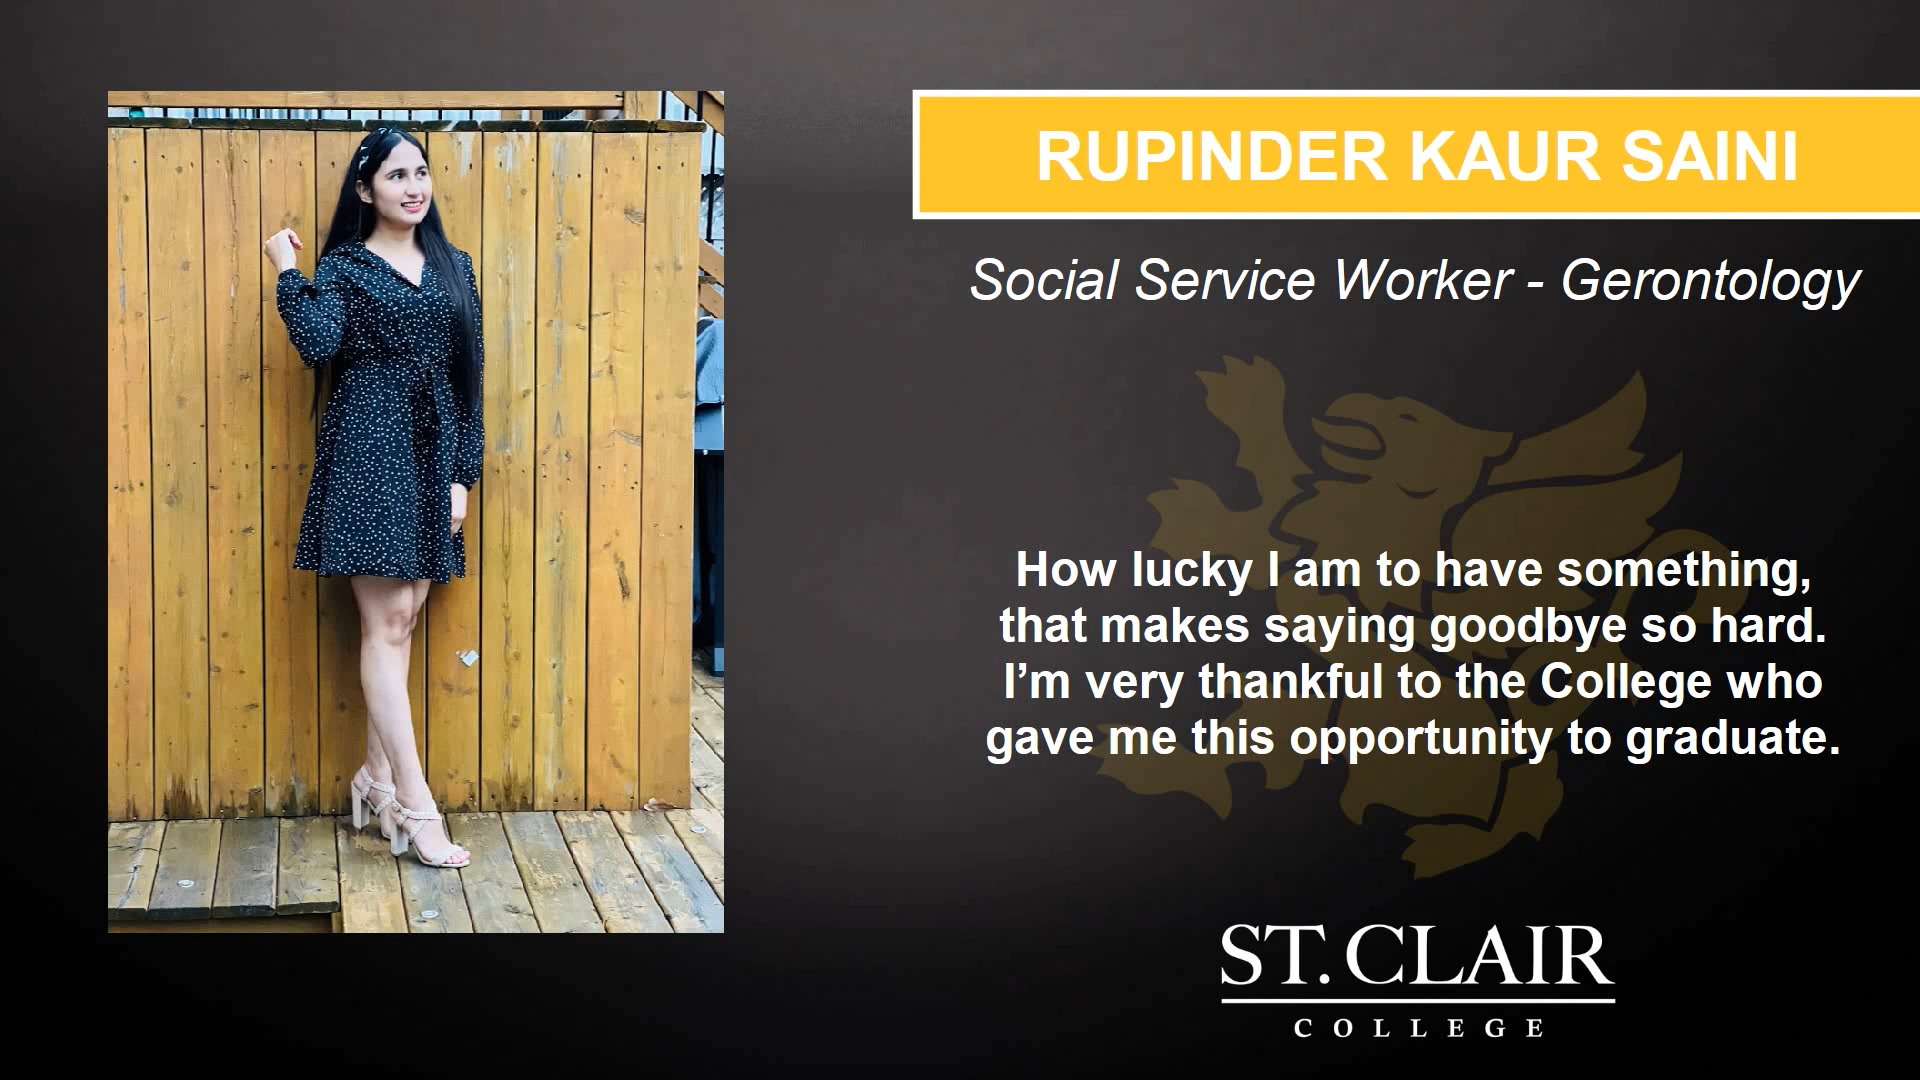 RUPINDER KAUR SAINI
Social Service Worker - Gerontology
How lucky I am to have something,
that makes saying goodbye so hard.
I’m very thankful to the College who
gave me this opportunity to graduate.
ST. CLAIR
COLLEGE